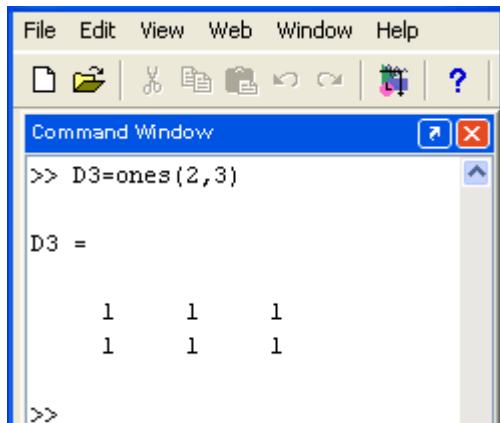 File Edit View Web Window Help
?
Command Window
>> D3=ones(2,3)
D3 =
1 1 1
1 1 1
>>